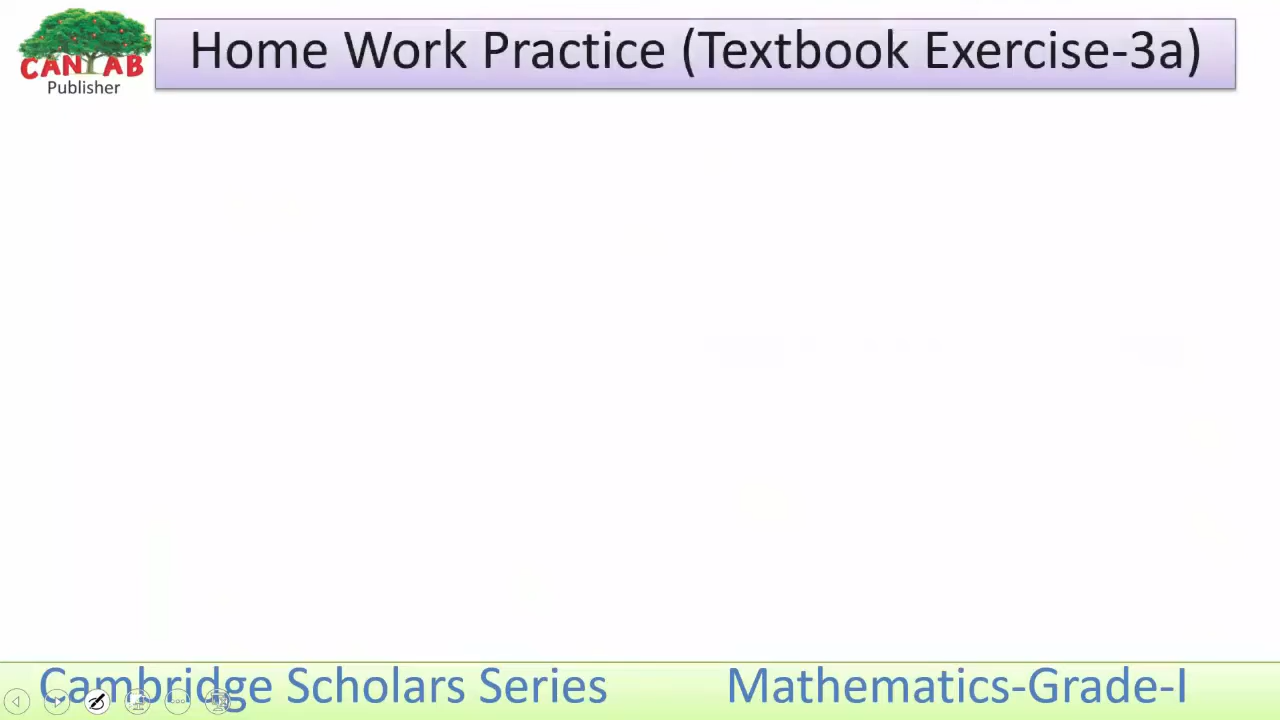 Home Work Practice (Textbook Exercise-3a)
CANTAB
Publisher
Cambridge Scholars Series
Mathematics-Grade-I